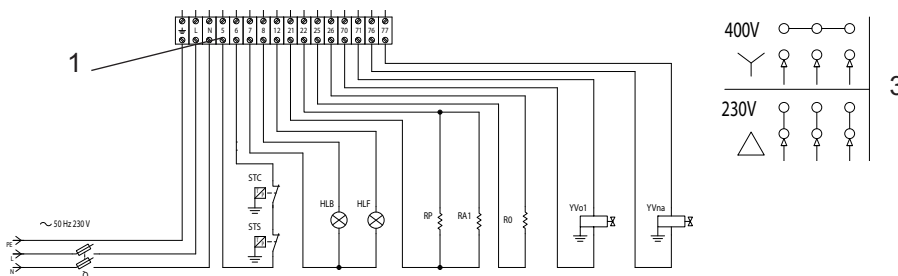 L N 5 6 7 8 12 21 22 25 26 70 71 76 77
1
400V
3
230V
STC
STS
HLB HLF RP RA1 R0 YVo1 YVna
~ 50 Hz 230 V
PE
L
N